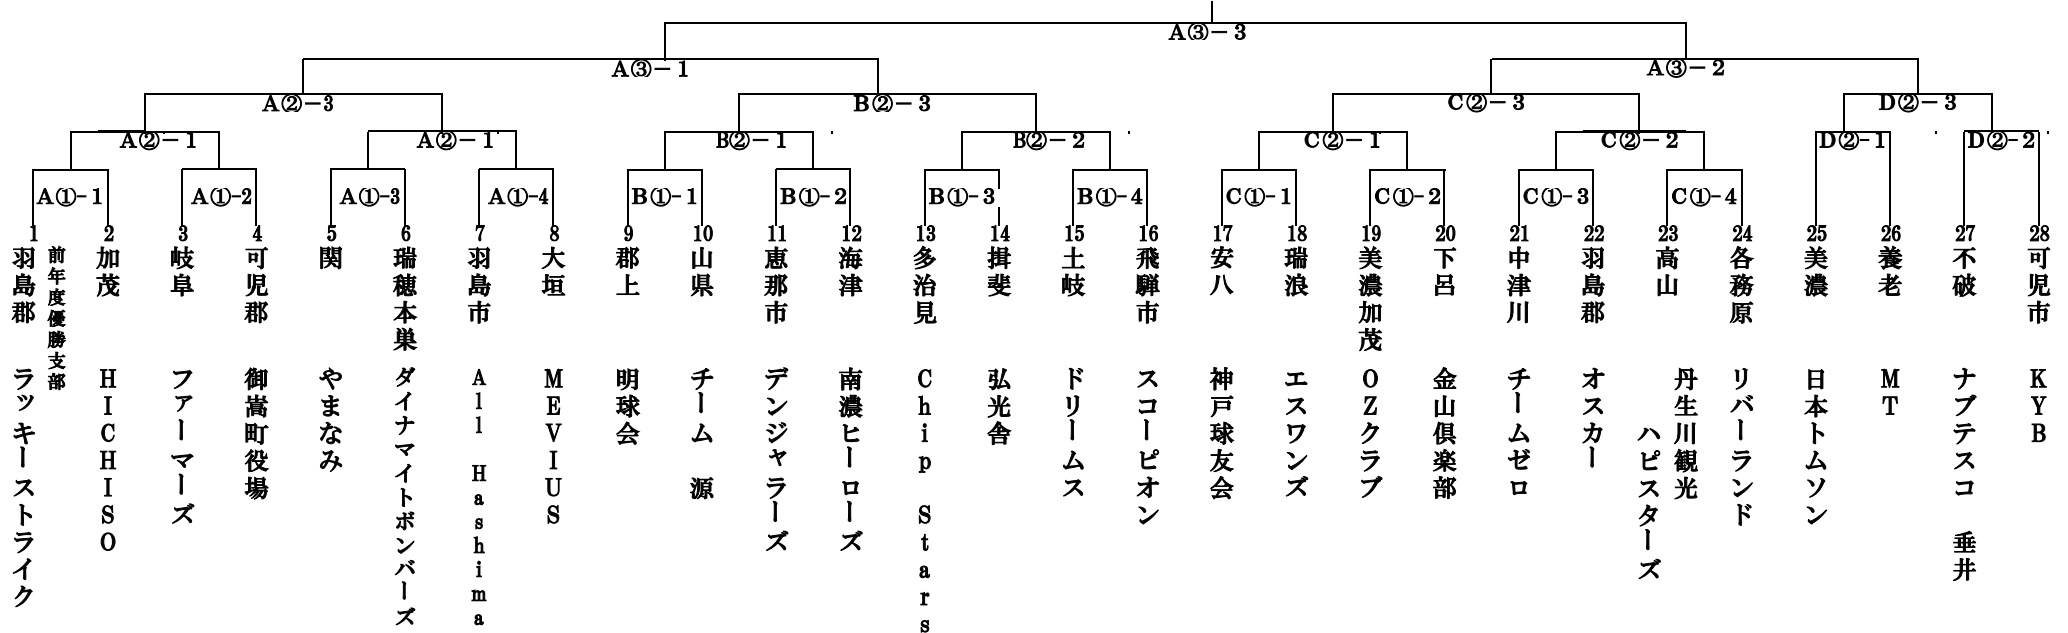 A③－3
A③－1
A③－2
A②－3
B②－3
C②－3
D②－3
A②－1
A②－1
B②－1
B②－2
C②－1
C②－2
D②－1
D②－2
A①－1
A①－2
A①－3
A①－4
B①－1
B①－2
B①－3
B①－4
C①－1
C①－2
C①－3
C①－4
1
羽島郡 ラッキーストライク
前年度優勝支部
2
加茂 HICHISO
3
岐阜 ファーマーズ
4
可児郡 御嵩町役場
5
関 やまなみ
6
瑞穂本巣 ダイナマイトボンバーズ
7
羽島市 All Hashima
8
大垣 MEVIUS
9
郡上 明球会
10
山県 チーム 源
11
恵那市 デンジャラーズ
12
海津 南濃ヒーローズ
13
多治見 Chip Stars
14
揖斐 弘光舎
15
土岐 ドリームス
16
飛騨市 スコーピオン
17
安八 神戸球友会
18
瑞浪 エスワンズ
19
美濃加茂 OZクラブ
20
下呂 金山倶楽部
21
中津川 チームゼロ
22
羽島郡 オスカー
23
高山 丹生川観光
ハピスターズ
24
各務原 リバーランド
25
美濃 日本トムソン
26
養老 MT
27
不破 ナブテスコ 垂井
28
可児市 KYB